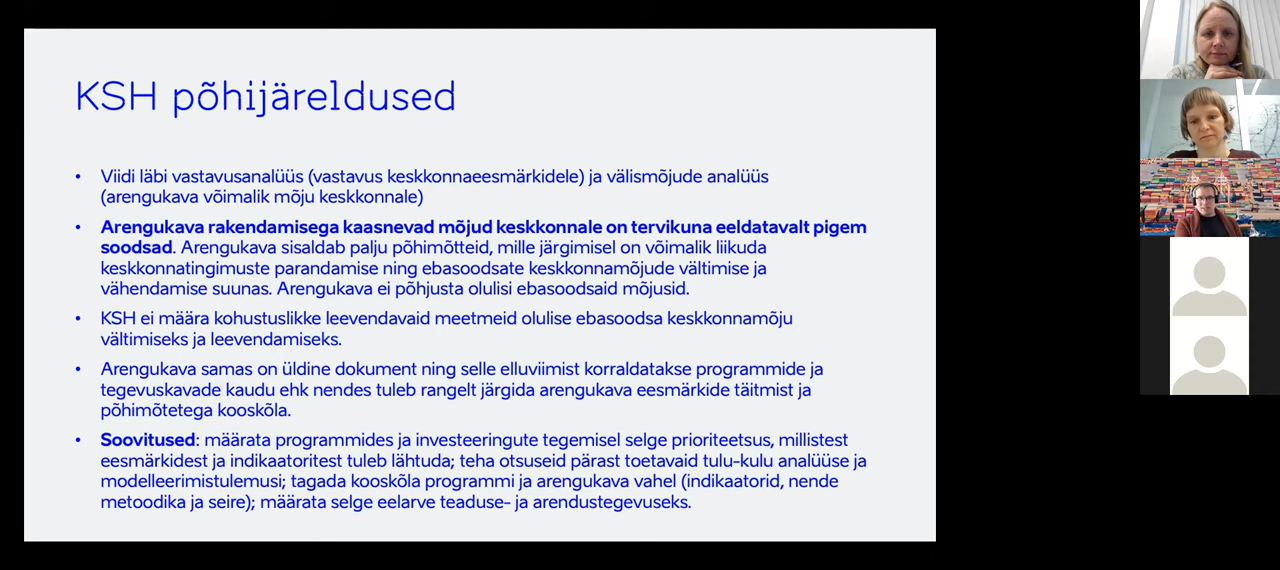 KSH põhijäreldused
• Viidi läbi vastavusanalüüs (vastavus keskkonnaeesmärkidele) ja välismõjude analüüs
(arengukava võimalik mõju keskkonnale)
• Arengukava rakendamisega kaasnevad mõjud keskkonnale on tervikuna eeldatavalt pigem
soodsad. Arengukava sisaldab palju põhimõtteid, mille järgimisel on võimalik liikuda
keskkonnatingimuste parandamise ning ebasoodsate keskkonnamõjude vältimise ja
vähendamise suunas. Arengukava ei põhjusta olulisi ebasoodsaid mõjusid.
• KSH ei määra kohustuslikke leevendavaid meetmeid olulise ebasoodsa keskkonnamõju
vältimiseks ja leevendamiseks.
• Arengukava samas on üldine dokument ning selle elluviimist korraldatakse programmide ja
tegevuskavade kaudu ehk nendes tuleb rangelt järgida arengukava eesmärkide täitmist ja
põhimõtetega kooskõla.
• Soovitused: määrata programmides ja investeeringute tegemisel selge prioriteetsus, millistest
eesmärkidest ja indikaatoritest tuleb lähtuda; teha otsuseid pärast toetavaid tulu-kulu analüüse ja
modelleerimistulemusi; tagada kooskõla programmi ja arengukava vahel (indikaatorid, nende
metoodika ja seire); määrata selge eelarve teaduse- ja arendustegevuseks.